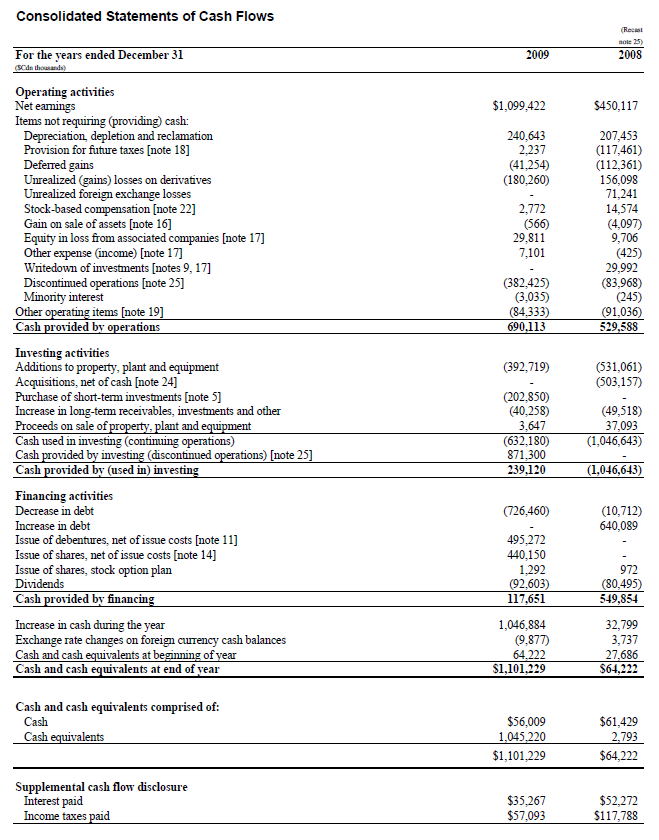 Consolidated Statements of Cash Flows
(Recast
note 25)
For the years ended December 31 2009 2008
($Cdn thousands)
Operating activities
Net earnings $1,099,422 $450,117
Items not requiring (providing) cash:
Depreciation, depletion and reclamation 240,643 207,453
Provision for future taxes [note 18] 2,237 (117,461)
Deferred gains (41,254) (112,361)
Unrealized (gains) losses on derivatives (180,260) 156,098
Unrealized foreign exchange losses - 71,241
Stock-based compensation [note 22] 2,772 14,574
Gain on sale of assets [note 16] (566) (4,097)
Equity in loss from associated companies [note 17] 29,811 9,706
Other expense (income) [note 17] 7,101 (425)
Writedown of investments [notes 9, 17] - 29,992
Discontinued operations [note 25] (382,425) (83,968)
Minority interest (3,035) (245)
Other operating items [note 19] (84,333) (91,036)
Cash provided by operations 690,113 529,588
Investing activities
Additions to property, plant and equipment (392,719) (531,061)
Acquisitions, net of cash [note 24] - (503,157)
Purchase of short-term investments [note 5] (202,850) -
Increase in long-term receivables, investments and other (40,258) (49,518)
Proceeds on sale of property, plant and equipment 3,647 37,093
Cash used in investing (continuing operations) (632,180) (1,046,643)
Cash provided by investing (discontinued operations) [note 25] 871,300 -
Cash provided by (used in) investing 239,120 (1,046,643)
Financing activities
Decrease in debt (726,460) (10,712)
Increase in debt - 640,089
Issue of debentures, net of issue costs [note 11] 495,272 -
Issue of shares, net of issue costs [note 14] 440,150 -
Issue of shares, stock option plan 1,292 972
Dividends (92,603) (80,495)
Cash provided by financing 117,651 549,854
Increase in cash during the year 1,046,884 32,799
Exchange rate changes on foreign currency cash balances (9,877) 3,737
Cash and cash equivalents at beginning of year 64,222 27,686
Cash and cash equivalents at end of year $1,101,229 $64,222
Cash and cash equivalents comprised of:
Cash $56,009 $61,429
Cash equivalents 1,045,220 2,793
$1,101,229 $64,222
Supplemental cash flow disclosure
Interest paid $35,267 $52,272
Income taxes paid $57,093 $117,788